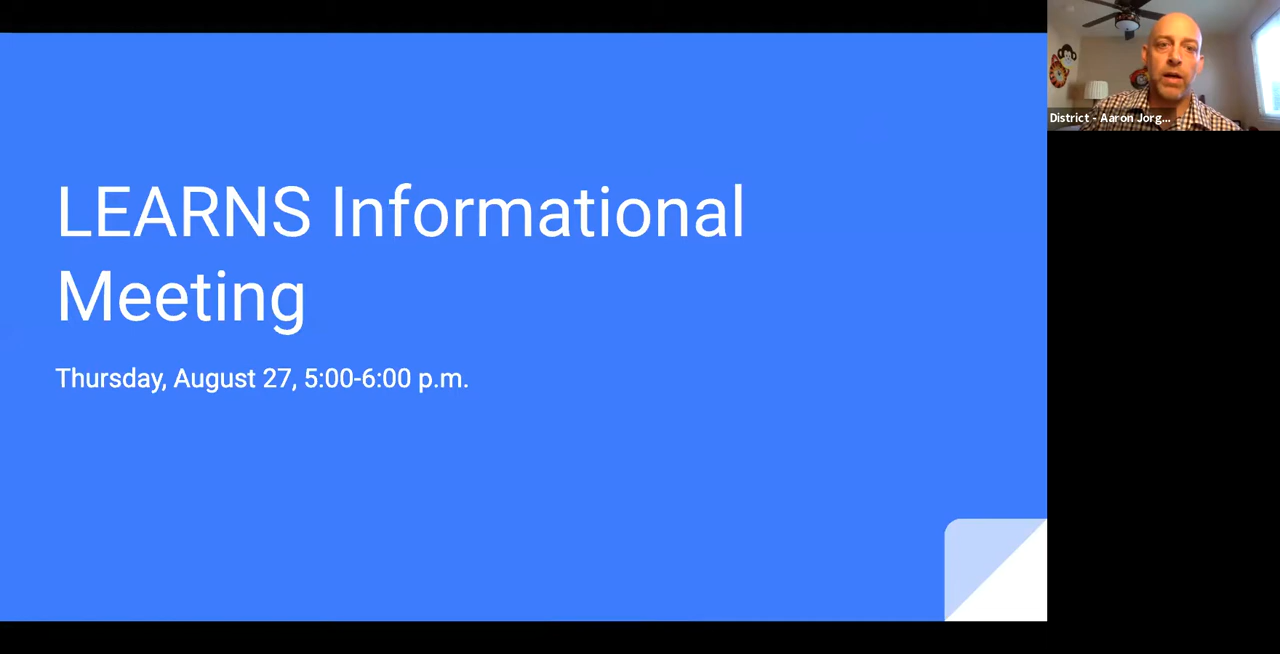 LEARNS Informational
Meeting
Thursday, August 27, 5:00-6:00 p.m.
District - Aaron Jorg...